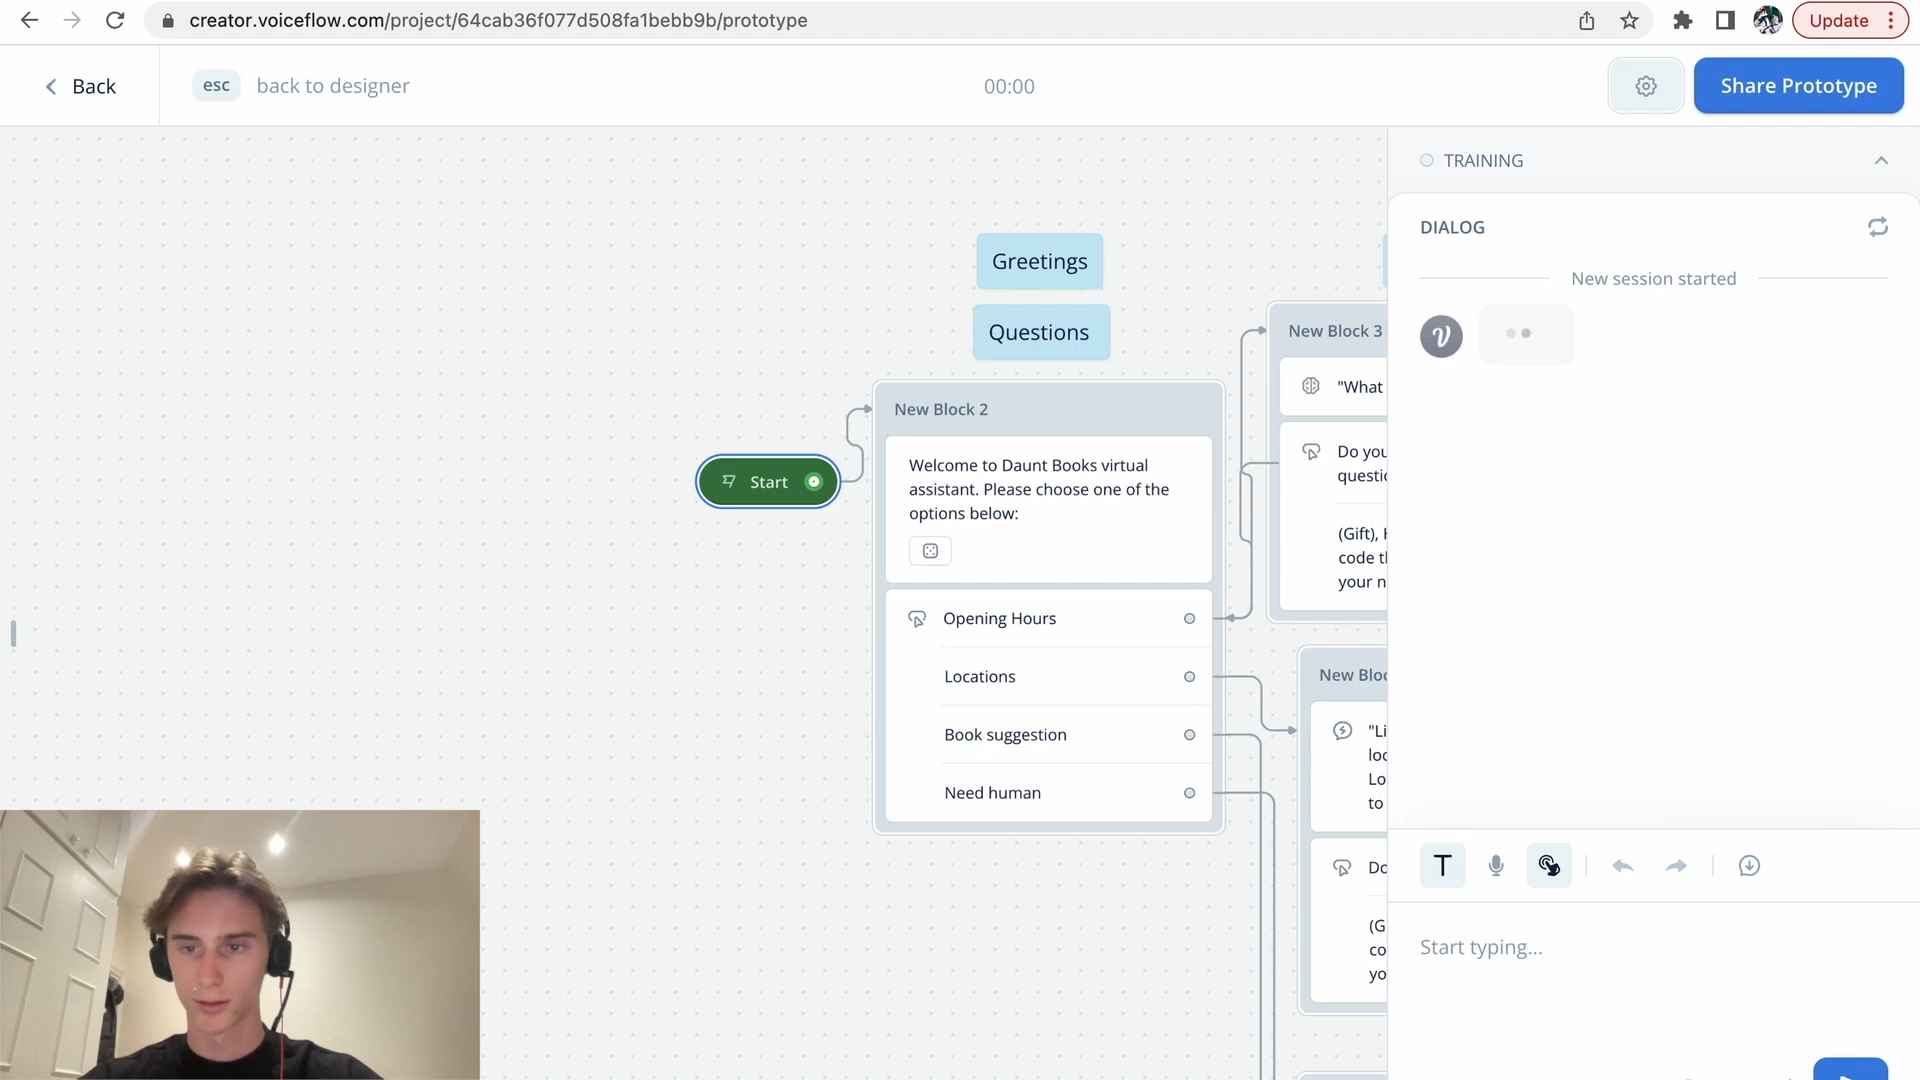 creator.voiceflow.com/project/64cab36f077d508fa1bebb9b/prototype
Update
Back
esc
back to designer
00:00
Share Prototype
TRAINING
DIALOG
New session started
Greetings
Questions
New Block 2
Start
Welcome to Daunt Books virtual
assistant. Please choose one of the
options below:
Opening Hours
Locations
Book suggestion
Need human
New Block 3
"What
Do you
questio
(Gift), H
code th
your n
New Bloc
"Li
loc
Lo
to
Do
(G
co
yo
T
Start typing...